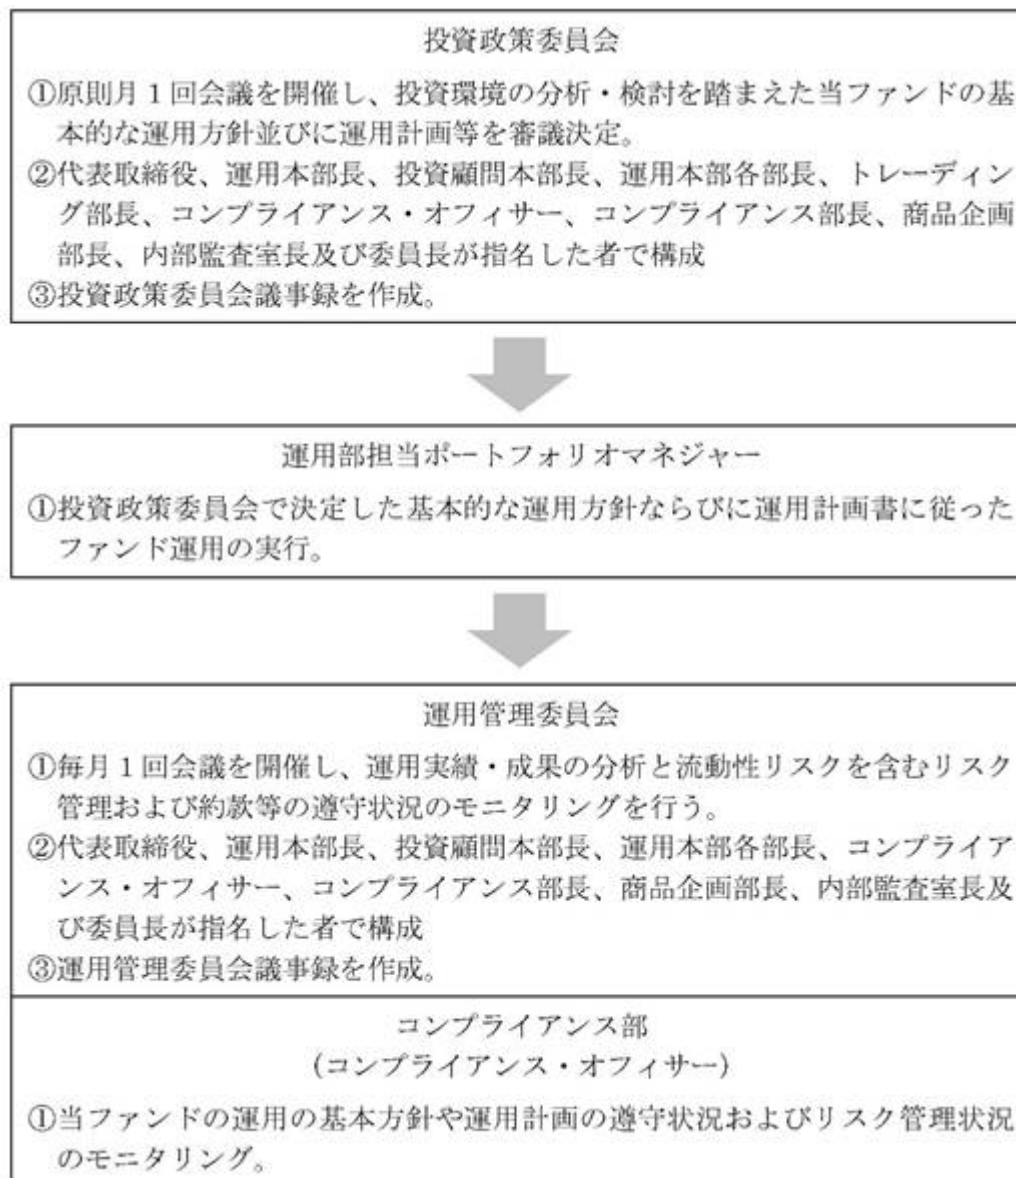 投資政策委員会
①原則月1回会議を開催し、投資環境の分析・検討を踏まえた当ファンドの基
本的な運用方針並びに運用計画等を審議決定。
②代表取締役、運用本部長、投資顧問本部長、運用本部各部長、トレーディン
グ部長、コンプライアンス・オフィサー、コンプライアンス部長、商品企画
部長、内部監査室長及び委員長が指名した者で構成
③投資政策委員会議事録を作成。
運用部担当ポートフォリオマネジャー
①投資政策委員会で決定した基本的な運用方針ならびに運用計画書に従った
ファンド運用の実行。
運用管理委員会
①毎月1回会議を開催し、運用実績・成果の分析と流動性リスクを含むリスク
管理および約款等の遵守状況のモニタリングを行う。
②代表取締役、運用本部長、投資顧問本部長、運用本部各部長、コンプライア
ンス・オフィサー、コンプライアンス部長、商品企画部長、内部監査室長及
び委員長が指名した者で構成
③運用管理委員会議事録を作成。
コンプライアンス部
(コンプライアンス・オフィサー)
①当ファンドの運用の基本方針や運用計画の遵守状況およびリスク管理状況
のモニタリング。